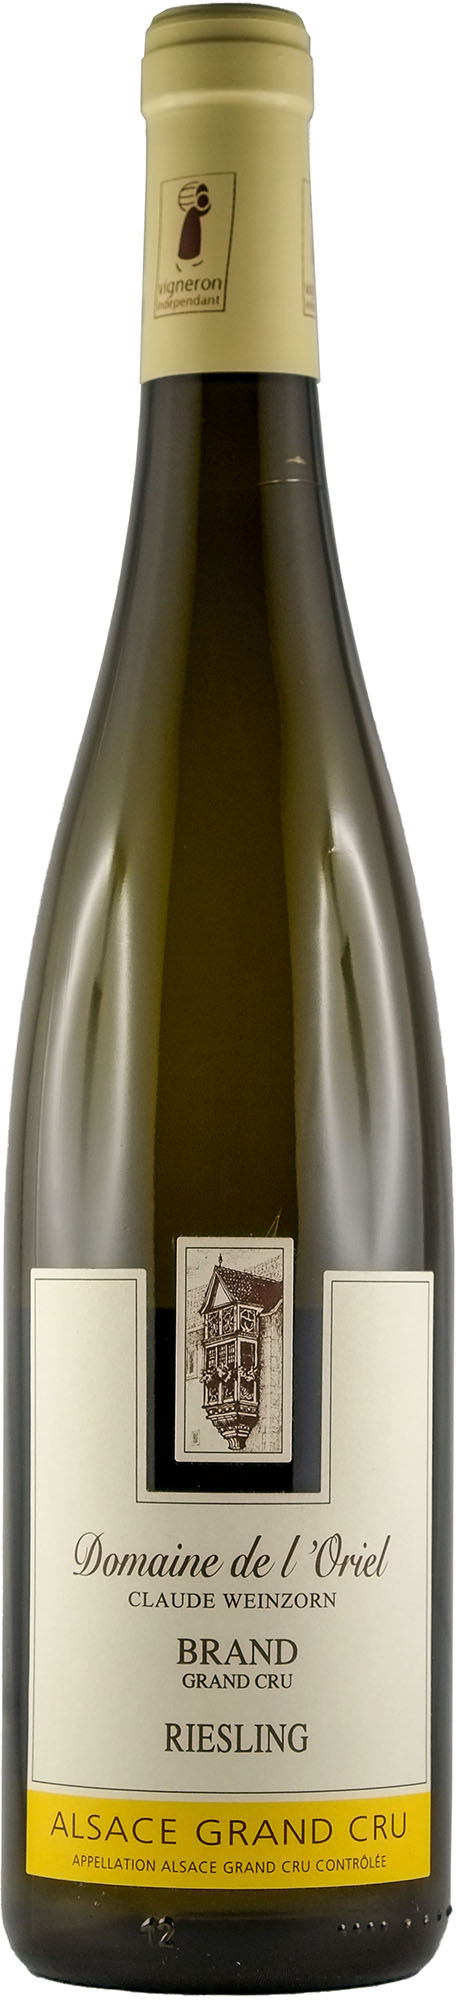 vigneron
indépendant
Domaine de l'Oriel
CLAUDE WEINZORN
BRAND
GRAND CRU
RIESLING
ALSACE GRAND CRU
APPELLATION ALSACE GRAND CRU CONTRÔLÉE
12